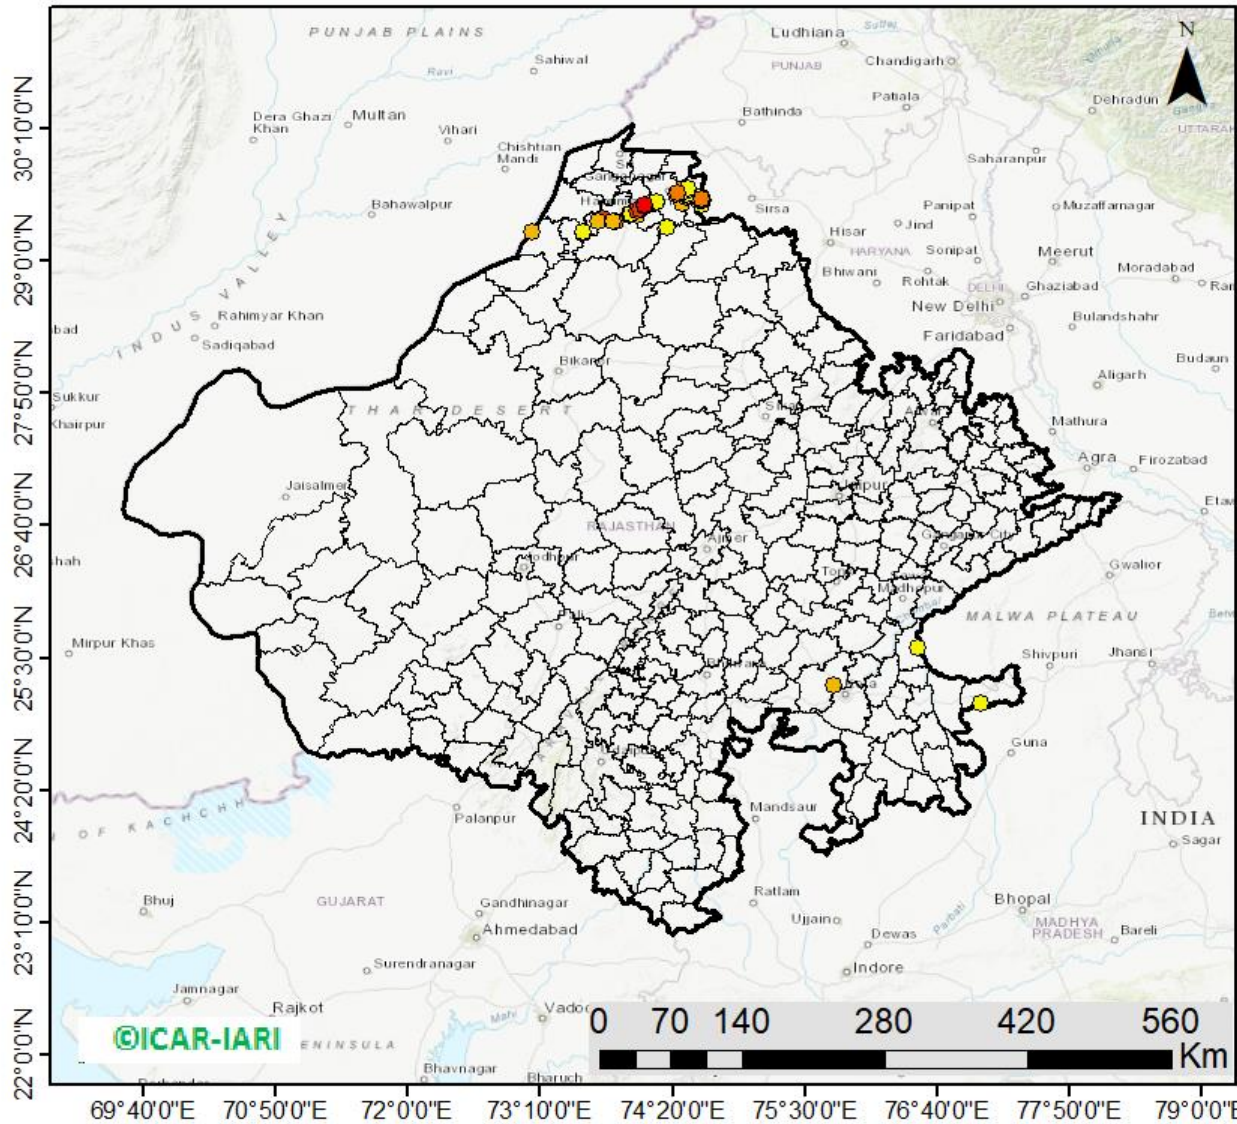 PUNJAB PLAINS
Ludhiana
Sutlej
N
Sahiwal
Ravi
PUNJAB
Chandigarh
Patiala
Dehradun
30°10'0"N
Dera Ghazi
Khan
Multan
Vihari
Bathinda
Chishtian
Mandi
Saharanpur
Bahawalpur
Sirsa
Panipat
Muzaffarnagar
Hisar
Jind
HARYANA
Sonipat
Meerut
29°0'0"N
Bhiwani
Rohtak
DELHI
Ghaziabad
Moradabad
New Delhi
INDUS VALLEY
Rahimyar Khan
Sadiqabad
Faridabad
Bulandshahr
Bikaner
Budaun
Aligarh
27°50'0"N
Sukkur
Khairpur
THAR DESERT
Mathura
Agra
Firozabad
Jaisalmer
26°40'0"N
RAJASTHAN
Ajmer
Gangapur City
Gwalior
Madhopur
MALWA PLATEAU
Mirpur Khas
25°30'0"N
Shivpuri
Jhansi
Guna
24°20'0"N
OF KACHCHH
Palanpur
Mandsaur
INDIA
Sagar
Bhuj
GUJARAT
Gandhinagar
Ratlam
Bhopal
23°10'0"N
Ahmedabad
Ujjain
Dewas
Parbati
MADHYA
PRADESH
Bareli
Surendranagar
Indore
Jamnagar
Rajkot
Mahi
0 70 140 280 420 560
Km
©ICAR-IARI
22°0'0"N
Bhavnagar
Bharuch
69°40'0"E 70°50'0"E 72°0'0"E 73°10'0"E 74°20'0"E 75°30'0"E 76°40'0"E 77°50'0"E 79°0'0"E